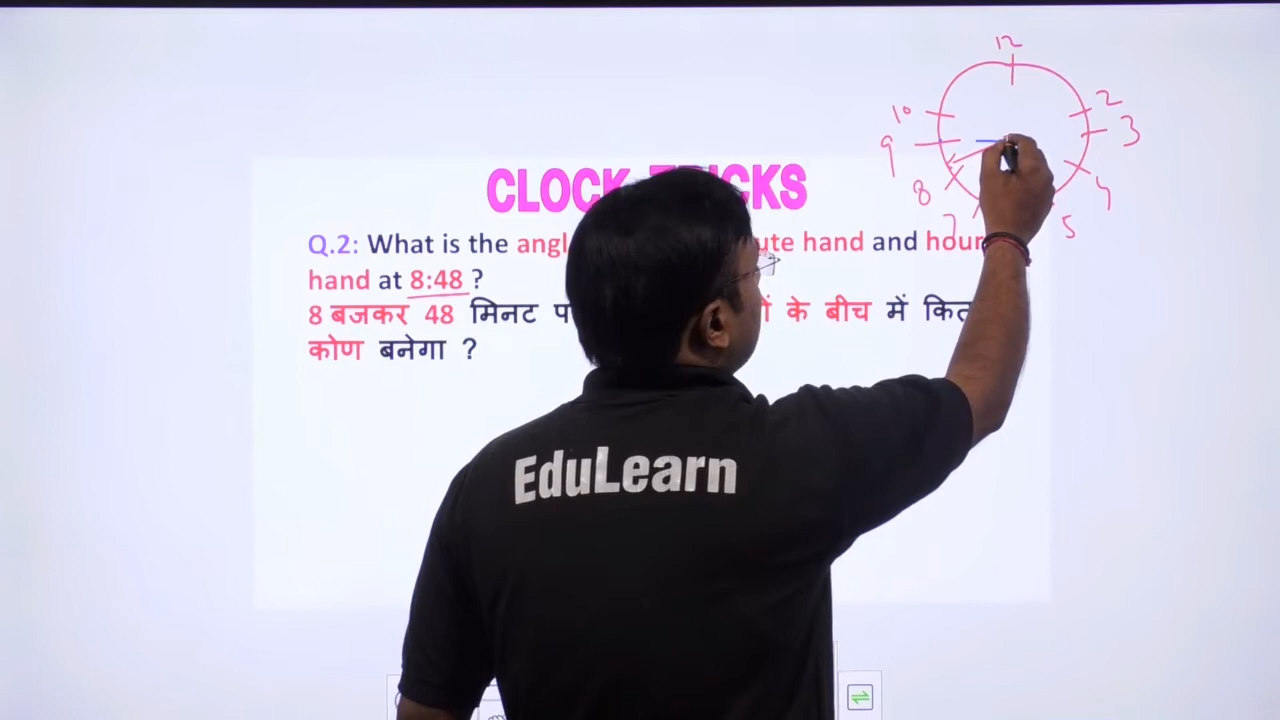 12
10
2
9
3
8
4
7
5
CLOCK TRICKS
Q.2: What is the ute hand and hour
hand at 8:48 ?
8 बजकर 48 मिनट के बीच में
कोण बनेगा ?
EduLearn